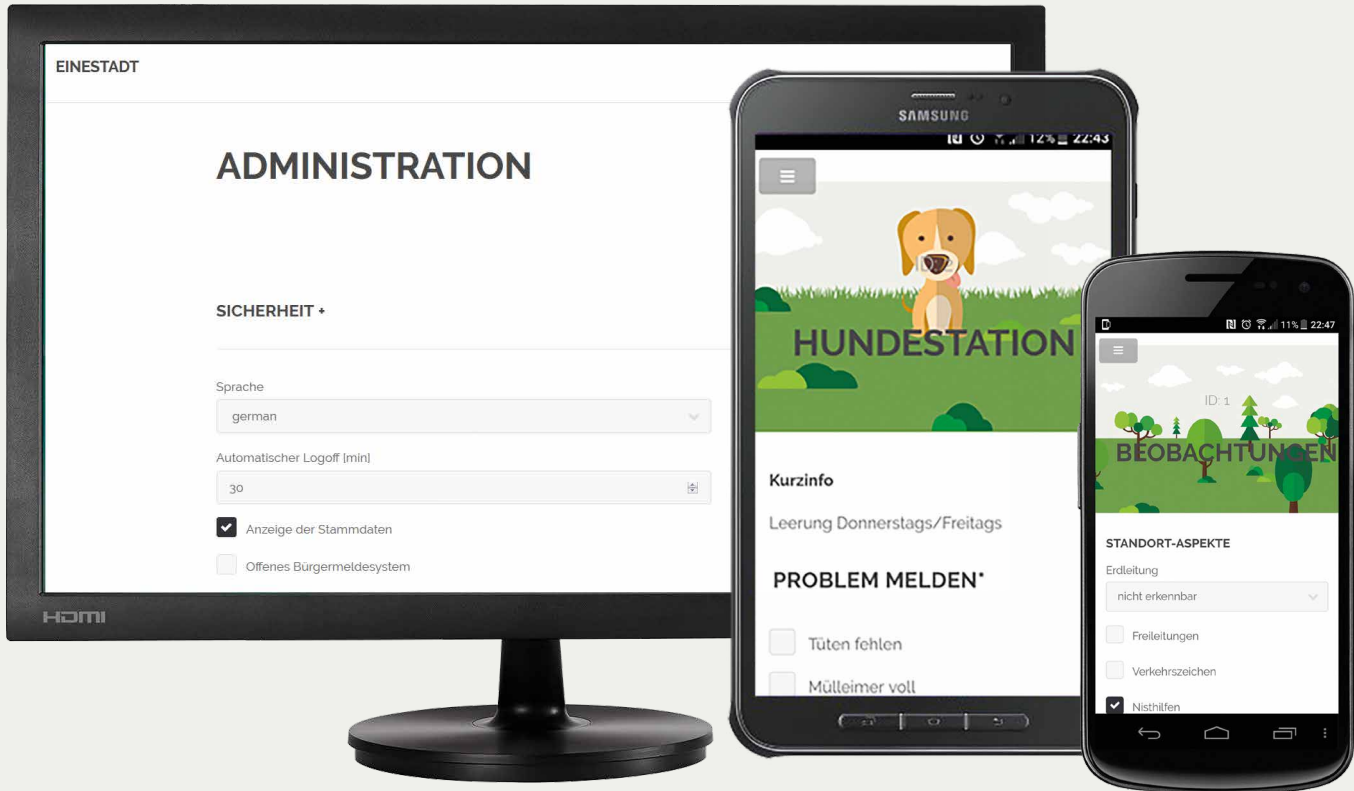 EINESTADT
ADMINISTRATION
SICHERHEIT +
Sprache
german
Automatischer Logoff [min]
30
Anzeige der Stammdaten
Offenes Bürgermeldesystem
HDMI
SAMSUNG
12% 22:43
ID: 2
HUNDESTATION
Kurzinfo
Leerung Donnerstags/Freitags
PROBLEM MELDEN*
Tüten fehlen
Mülleimer voll
11% 22:47
ID: 1
BEOBACHTUNGEN
STANDORT-ASPEKTE
Erdleitung
nicht erkennbar
Freileitungen
Verkehrszeichen
Nisthilfen